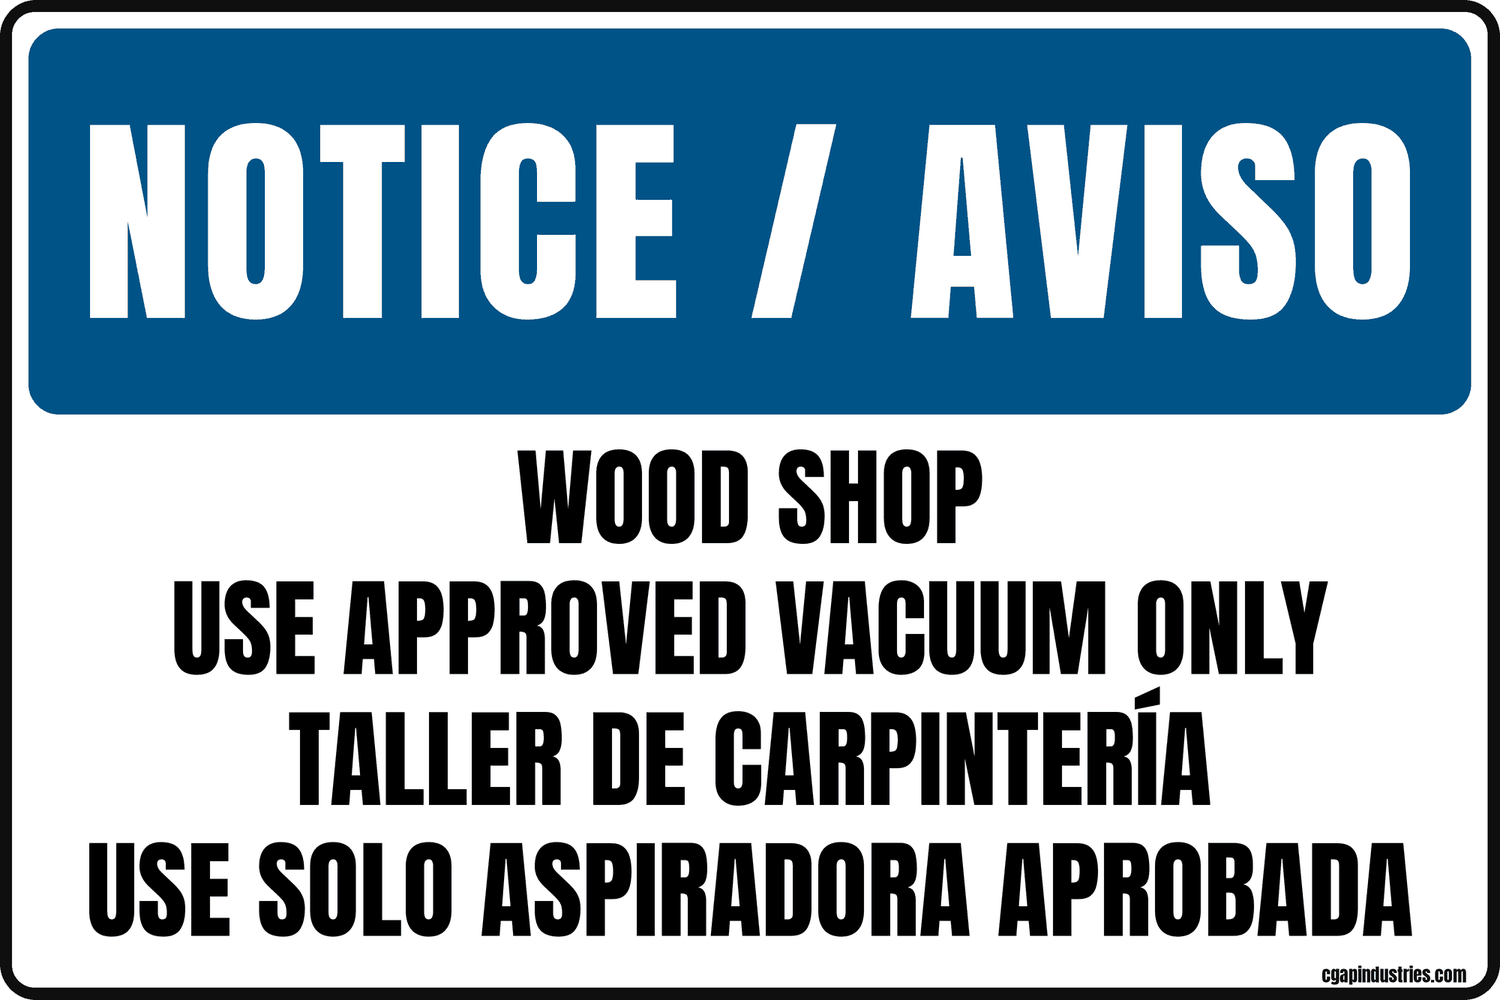 NOTICE / AVISO
WOOD SHOP
USE APPROVED VACUUM ONLY
TALLER DE CARPINTERÍA
USE SOLO ASPIRADORA APROBADA
cgapindustries.com